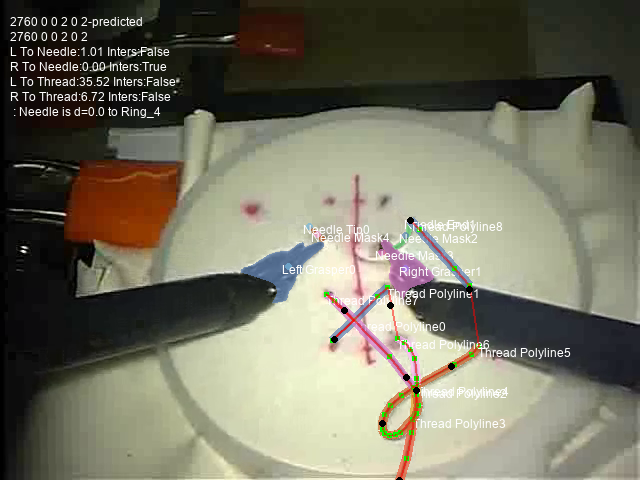 2760 0 0 2 0 2-predicted
2760 0 0 2 0 2
L To Needle:1.01 Inters:False
R To Needle:0.00 Inters:True
L To Thread:35.52 Inters:False
R To Thread:6.72 Inters:False
: Needle is d=0.0 to Ring_4
Thread Polyline8
Needle Tip0
Needle Mask4
Needle Mask2
Left Grasper0
Right Grasper1
Thread Polyline1
Thread Polyline7
Thread Polyline0
Thread Polyline6
Thread Polyline5
Thread Polyline2
Thread Polyline3